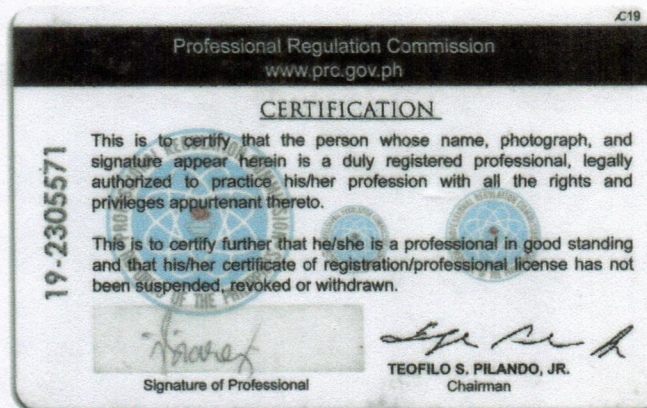 C19
Professional Regulation Commission
www.prc.gov.ph
CERTIFICATION
This is to certify that the person whose name, photograph, and
signature appear herein is a duly registered professional, legally
authorized to practice his/her profession with all the rights and
privileges appurtenant thereto.
This is to certify further that he/she is a professional in good standing
and that his/her certificate of registration/professional license has not
been suspended, revoked or withdrawn.
19-2305571
Signature of Professional
TEOFILO S. PILANDO, JR.
Chairman